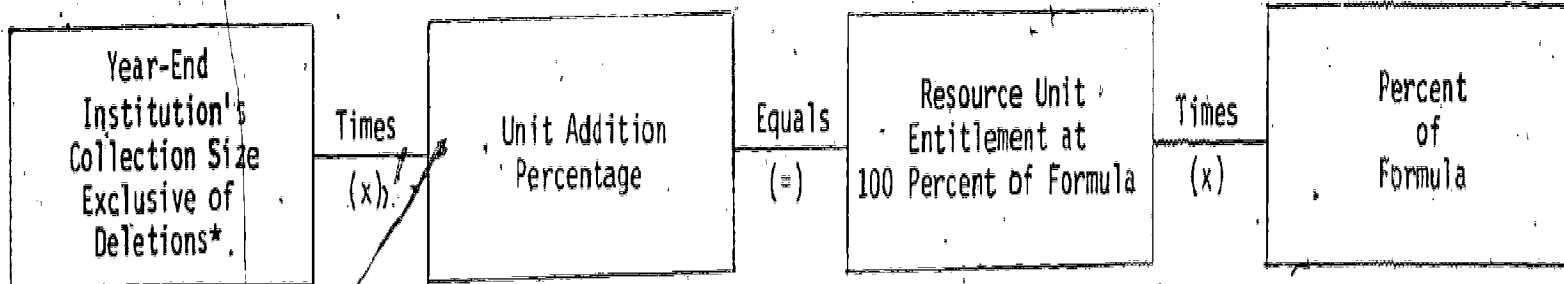 Year-End
Institution's
Collection Size
Exclusive of
Deletions*.
Times
(x)
Unit Addition
Percentage
Equals
(=)
Resource Unit
Entitlement at
100 Percent of Formula
Times
(x)
Percent
of
Formula